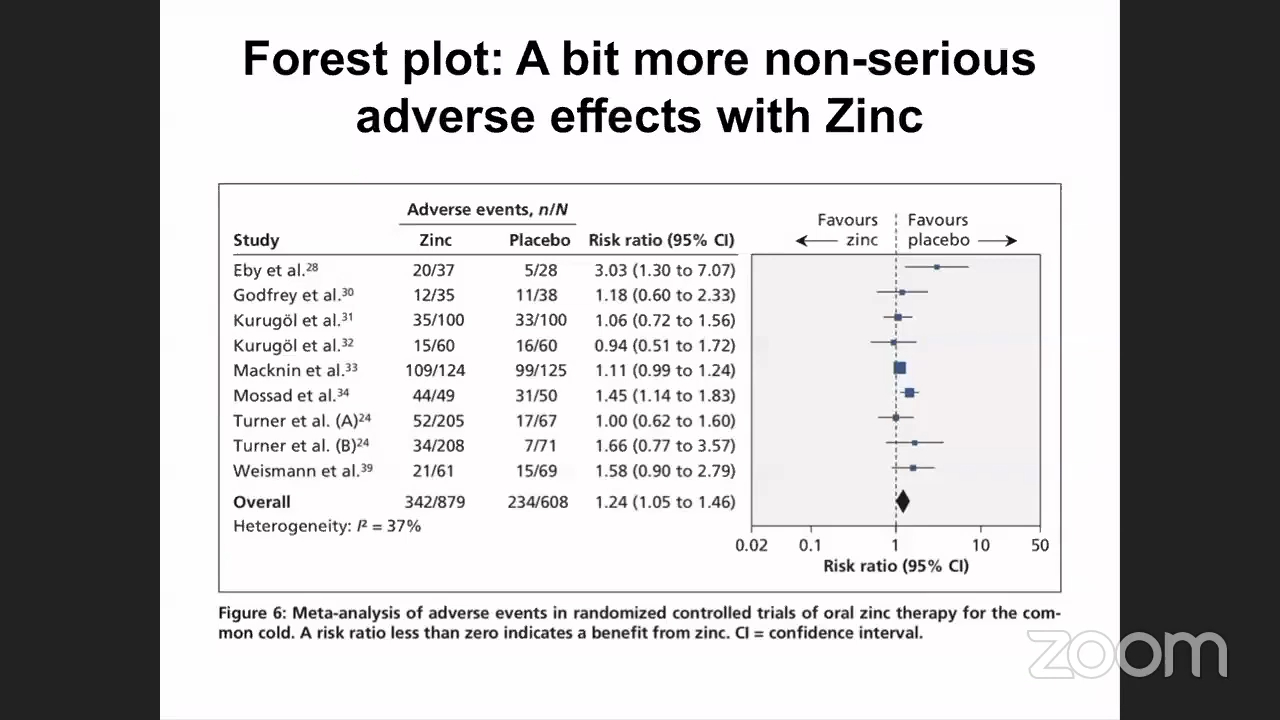 Forest plot: A bit more non-serious
adverse effects with Zinc
Adverse events, n/N
Favours zinc
Favours placebo
Study Zinc Placebo Risk ratio (95% CI)
Eby et al.28 20/37 5/28 3.03 (1.30 to 7.07)
Godfrey et al.30 12/35 11/38 1.18 (0.60 to 2.33)
Kurugöl et al.31 35/100 33/100 1.06 (0.72 to 1.56)
Kurugöl et al.32 15/60 16/60 0.94 (0.51 to 1.72)
Macknin et al.33 109/124 99/125 1.11 (0.99 to 1.24)
Mossad et al.34 44/49 31/50 1.45 (1.14 to 1.83)
Turner et al. (A)24 52/205 17/67 1.00 (0.62 to 1.60)
Turner et al. (B)24 34/208 7/71 1.66 (0.77 to 3.57)
Weismann et al.39 21/61 15/69 1.58 (0.90 to 2.79)
Overall 342/879 234/608 1.24 (1.05 to 1.46)
Heterogeneity: I² = 37%
0.02 0.1 1 10 50
Risk ratio (95% CI)
Figure 6: Meta-analysis of adverse events in randomized controlled trials of oral zinc therapy for the com-
mon cold. A risk ratio less than zero indicates a benefit from zinc. CI = confidence interval.
zoom